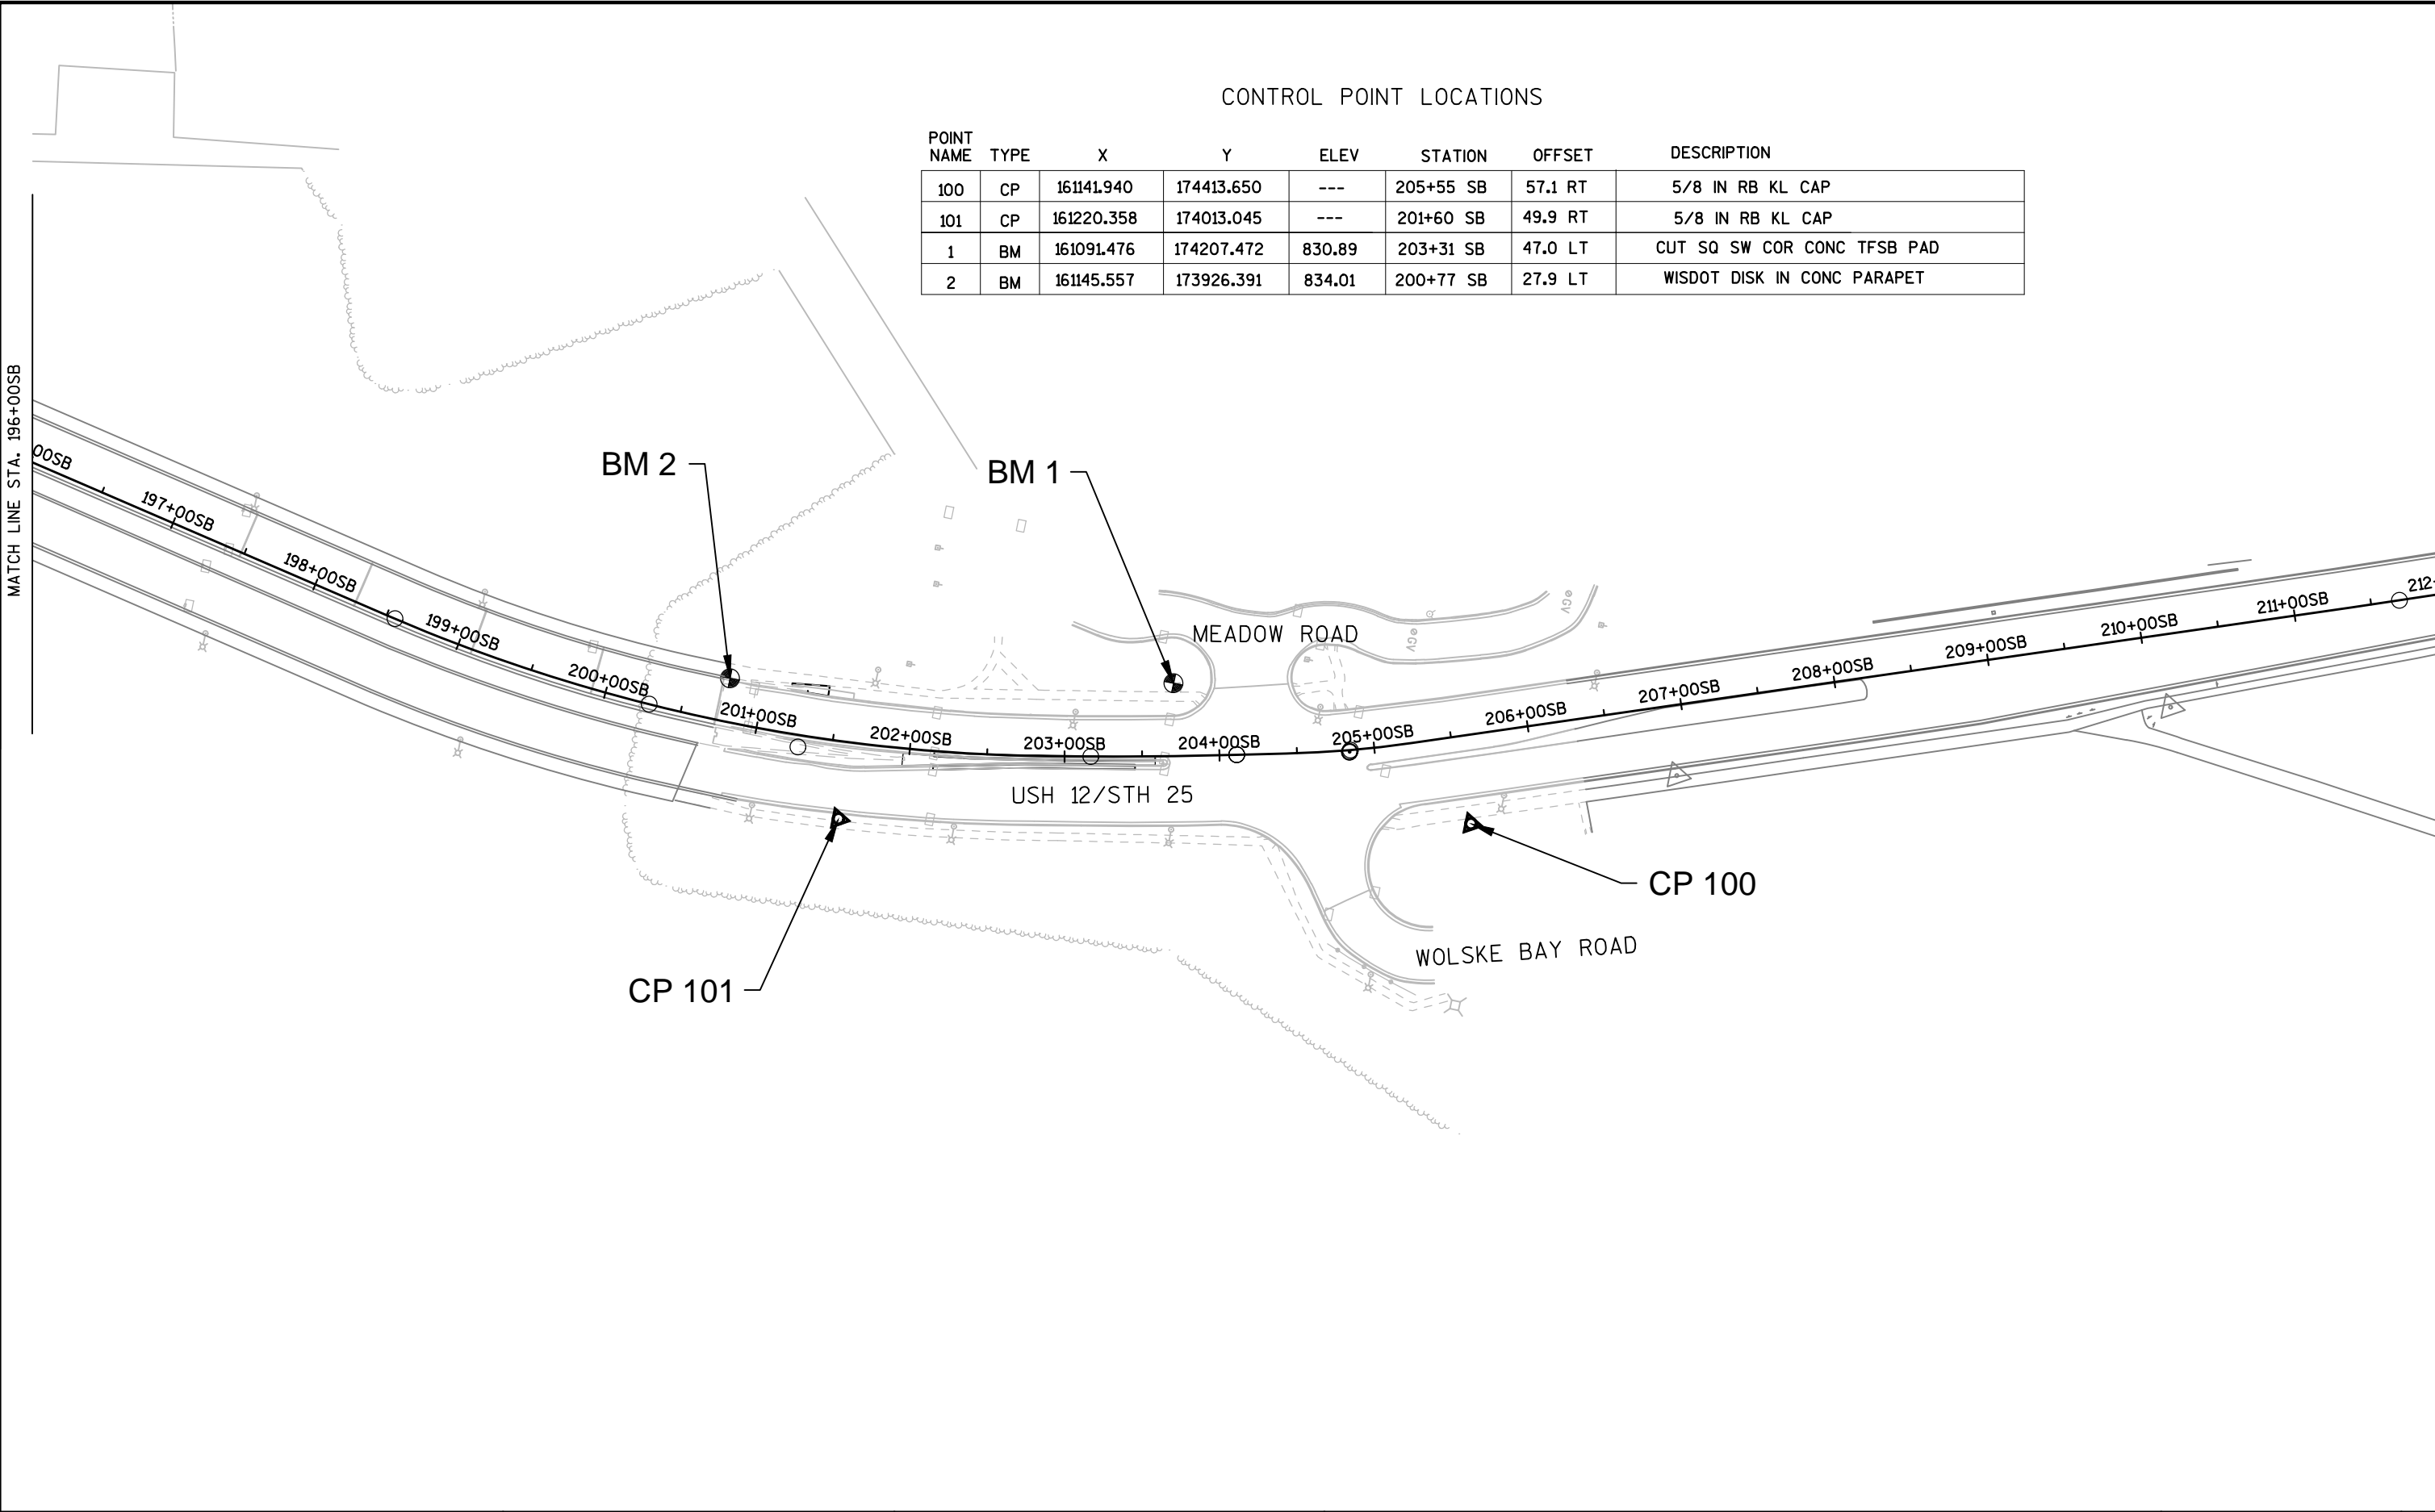 CONTROL POINT LOCATIONS
POINT NAME TYPE X Y ELEV STATION OFFSET DESCRIPTION
100 CP 161141.940 174413.650 --- 205+55 SB 57.1 RT 5/8 IN RB KL CAP
101 CP 161220.358 174013.045 --- 201+60 SB 49.9 RT 5/8 IN RB KL CAP
1 BM 161091.476 174207.472 830.89 203+31 SB 47.0 LT CUT SQ SW COR CONC TFSB PAD
2 BM 161145.557 173926.391 834.01 200+77 SB 27.9 LT WISDOT DISK IN CONC PARAPET
MATCH LINE STA. 196+00SB
00SB
197+00SB
198+00SB
199+00SB
200+00SB
201+00SB
202+00SB
203+00SB
204+00SB
205+00SB
206+00SB
207+00SB
208+00SB
209+00SB
210+00SB
211+00SB
212+
BM 2
BM 1
MEADOW ROAD
GV
GV
USH 12/STH 25
CP 100
WOLSKE BAY ROAD
CP 101